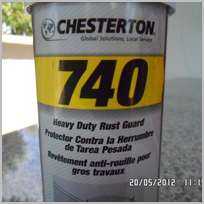 CHESTERTON
Global Solutions, Local Service
740
Heavy Duty Rust Guard
Protector Contra la Herrumbre
de Tarea Pesada
Revêtement anti-rouille pour
gros travaux
20/05/2012